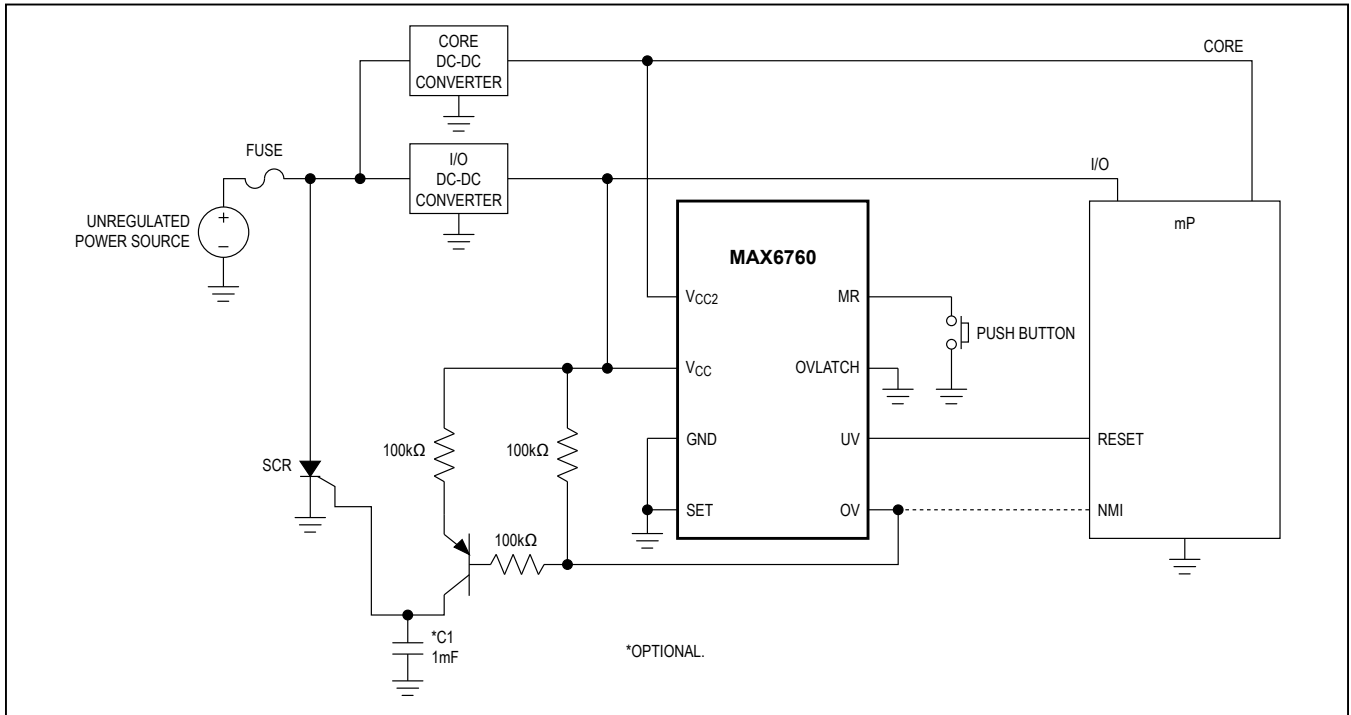 CORE
DC-DC
CONVERTER
CORE
FUSE
I/O
DC-DC
CONVERTER
I/O
UNREGULATED
POWER SOURCE
+
−
mP
MAX6760
VCC2
MR
PUSH BUTTON
VCC
OVLATCH
100kΩ
100kΩ
GND
UV
RESET
SCR
SET
OV
NMI
100kΩ
*C1
1mF
*OPTIONAL.